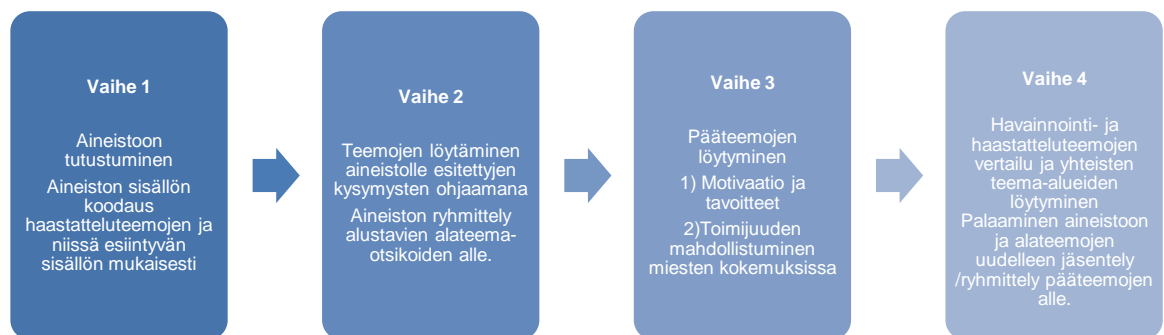 Vaihe 1
Aineistoon
tutustuminen
Aineiston sisällön
koodaus
haastatteluteemojen ja
niissä esiintyvän
sisällön mukaisesti
Vaihe 2
Teemojen löytäminen
aineistolle esitettyjen
kysymysten ohjaamana
Aineiston ryhmittely
alustavien alateema-
otsikoiden alle.
Vaihe 3
Pääteemojen
löytyminen
1) Motivaatio ja
tavoitteet
2)Toimijuuden
mahdollistuminen
miesten kokemuksissa
Vaihe 4
Havainnointi- ja
haastatteluteemojen
vertailu ja yhteisten
teema-alueiden
löytyminen
Palaaminen aineistoon
ja alateemojen
uudelleen jäsentely
/ryhmittely pääteemojen
alle.